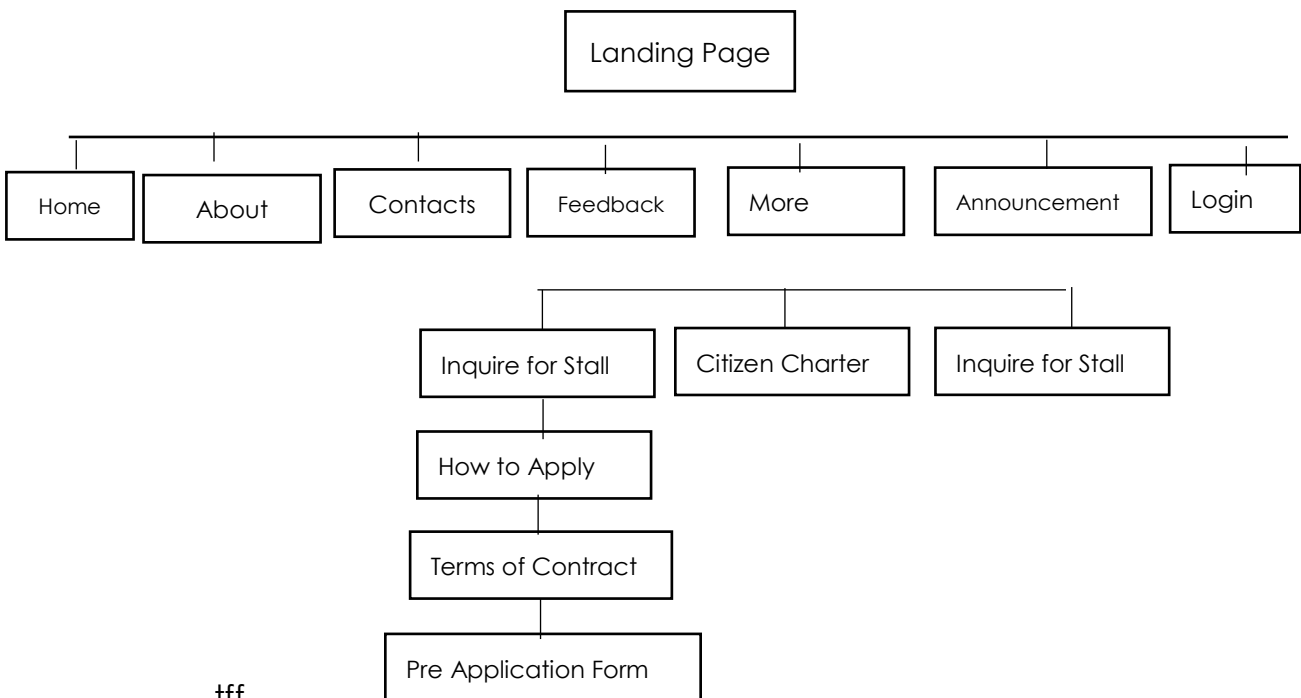 Landing Page
Home
About
Contacts
Feedback
More
Announcement
Login
Inquire for Stall
Citizen Charter
Inquire for Stall
How to Apply
Terms of Contract
Pre Application Form